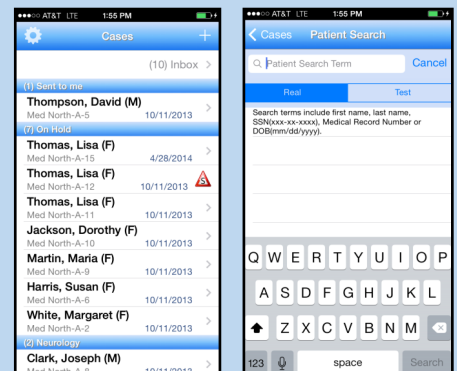 AT&T LTE 1:55 PM
Cases
(10) Inbox
(1) Sent to me
Thompson, David (M)
Med North-A-5 10/11/2013
(7) On Hold
Thomas, Lisa (F)
Med North-A-15 4/28/2014
Thomas, Lisa (F)
Med North-A-12 10/11/2013
S
Thomas, Lisa (F)
Med North-A-11 10/11/2013
Jackson, Dorothy (F)
Med North-A-10 10/11/2013
Martin, Maria (F)
Med North-A-9 10/11/2013
Harris, Susan (F)
Med North-A-6 10/11/2013
White, Margaret (F)
Med North-A-2 10/11/2013
(2) Neurology
Clark, Joseph (M)
Med North-A-8 10/11/2013
AT&T LTE 1:55 PM
Cases Patient Search
Patient Search Term Cancel
Real Test
Search terms include first name, last name,
SSN(xxx-xx-xxxx), Medical Record Number or
DOB(mm/dd/yyyy).
Q W E R T Y U I O P
A S D F G H J K L
Z X C V B N M
123 space Search